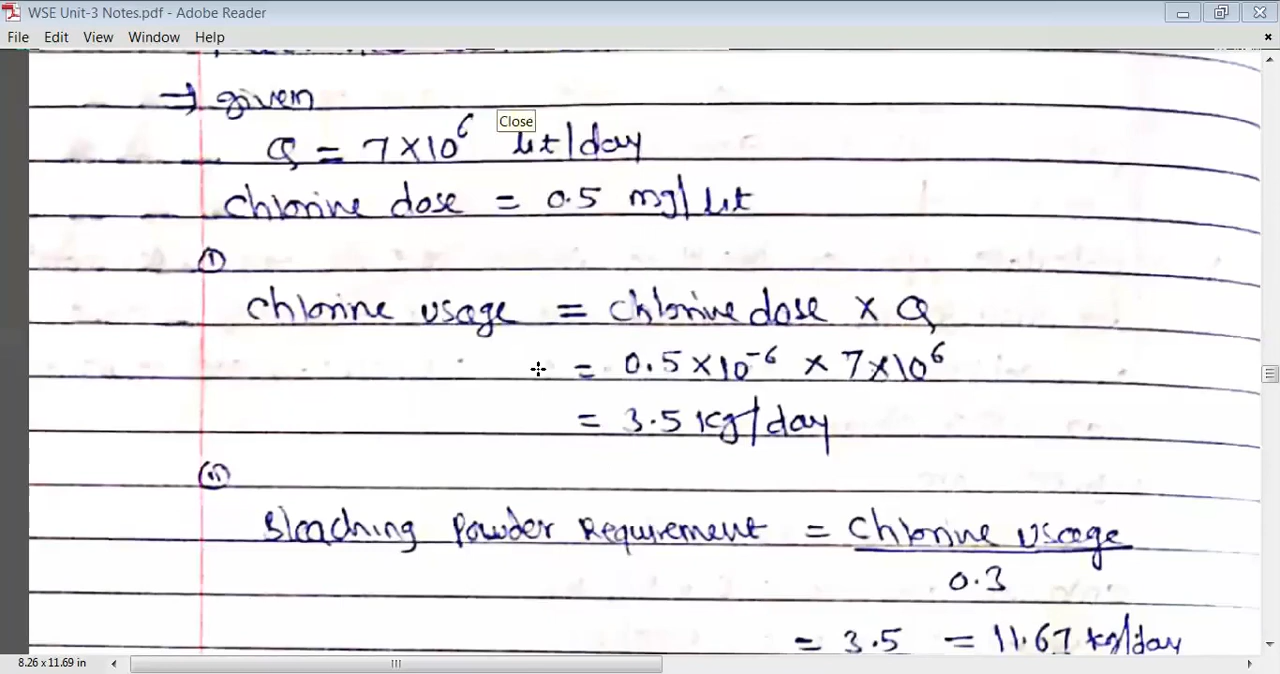 WSE Unit-3 Notes.pdf - Adobe Reader
File Edit View Window Help
⇒ given
Close
Q = 7×10⁶ lit/day
Chlorine dose = 0.5 mg/lit
(i)
Chlorine usage = Chlorine dose × Q
= 0.5×10⁻⁶ × 7×10⁶
= 3.5 kg/day
(ii)
Bleaching Powder Requirement = Chlorine usage
0.3
= 3.5 = 11.67 kg/day
8.26 x 11.69 in